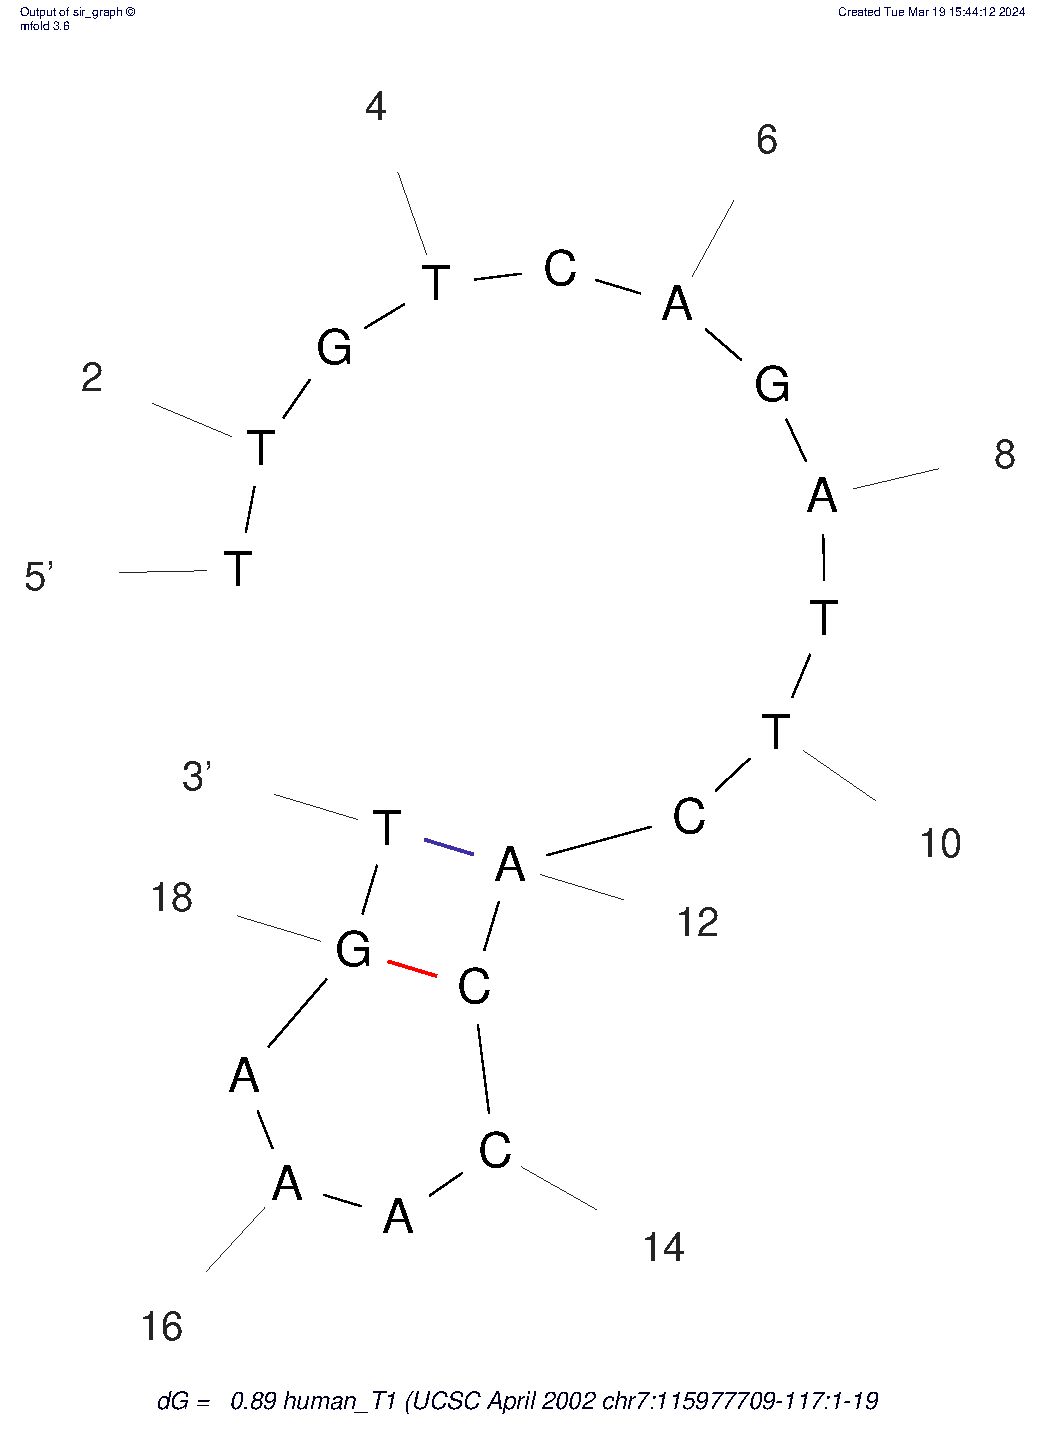 Output of sir_graph ©
mfold 3.6
Created Tue Mar 19 15:44:12 2024
4
6
T C A
G G
2
T A 8
5’ T
T
T
3’
T A C
10
18
G C 12
A
C
A A
14
16
dG = 0.89 human_T1 (UCSC April 2002 chr7:115977709-117:1-19